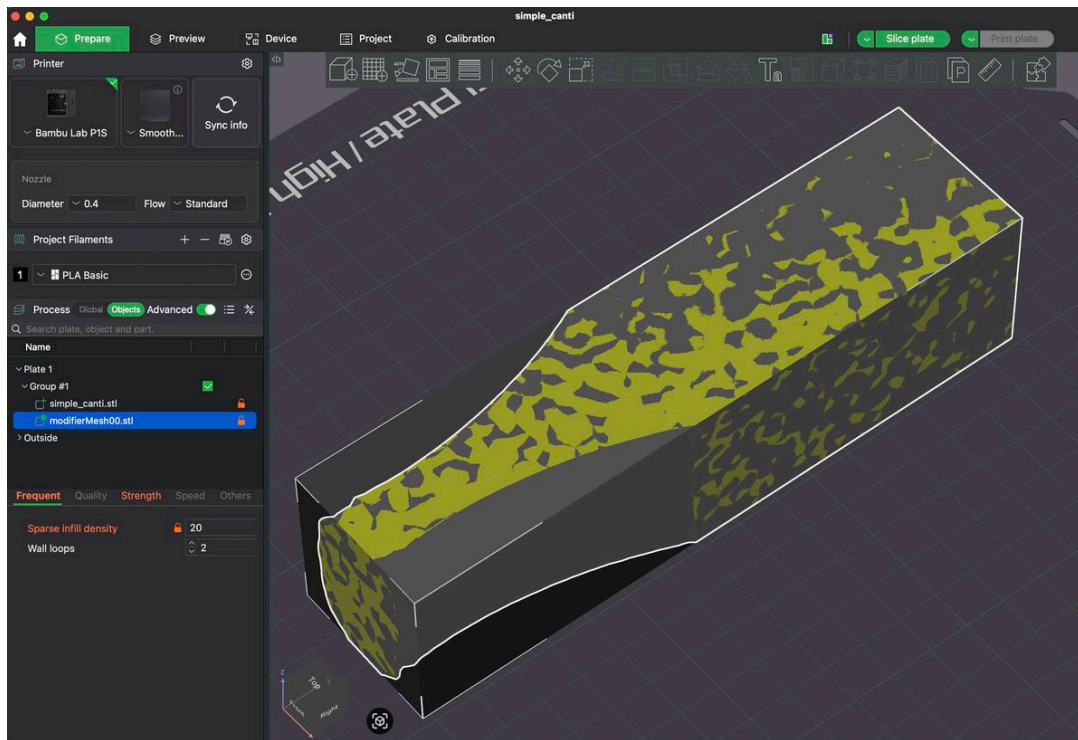 simple_canti
Prepare
Preview
Device
Project
Calibration
Slice plate
Print plate
Printer
Bambu Lab P1S
Smooth...
Sync info
Nozzle
Diameter
0.4
Flow
Standard
Project Filaments
1
PLA Basic
Process
Global
Objects
Advanced
Search plate, object and part.
Name
Plate 1
Group #1
simple_canti.stl
modifierMesh00.stl
Outside
Frequent
Quality
Strength
Speed
Others
Sparse infill density
20
Wall loops
2
Plate / High
Top
Front
Right
z